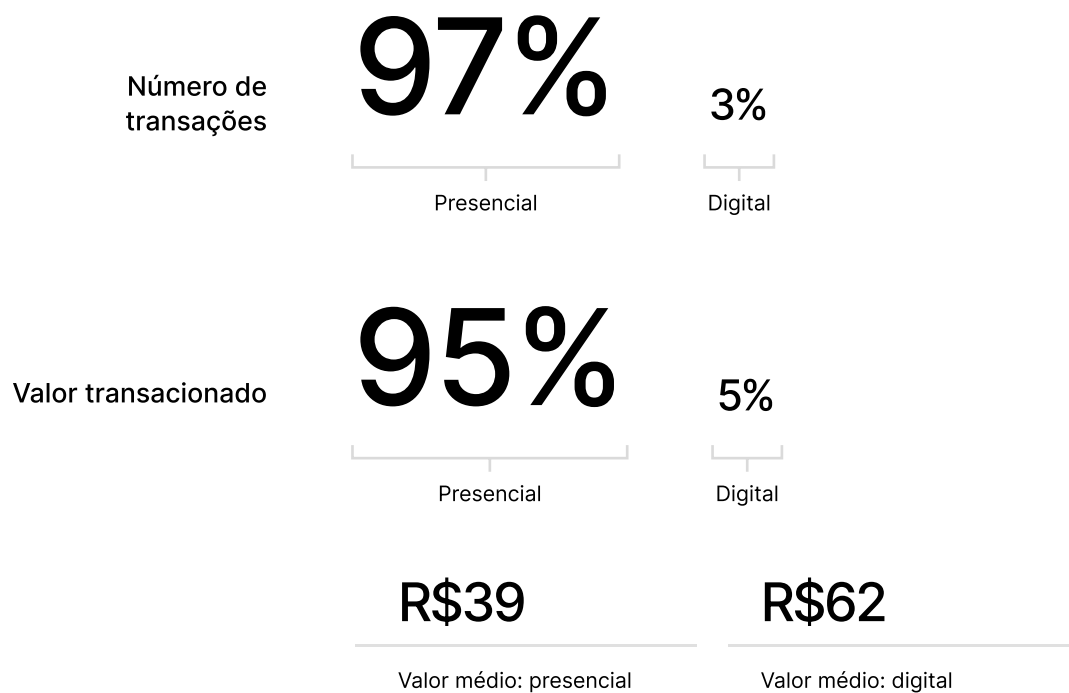 Número de
transações
97%
3%
Presencial
Digital
Valor transacionado
95%
5%
Presencial
Digital
R$39
R$62
Valor médio: presencial
Valor médio: digital